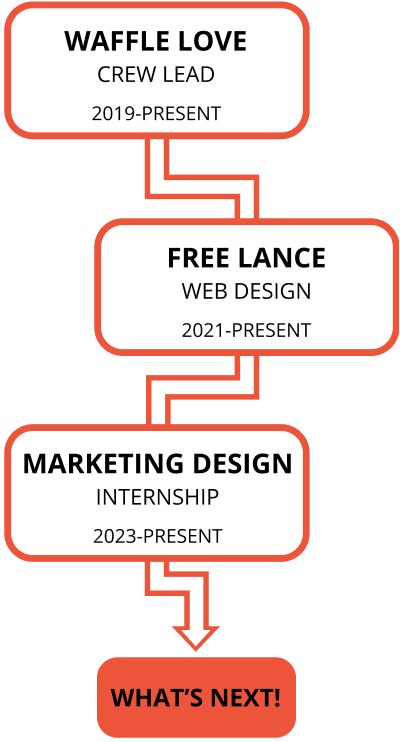 WAFFLE LOVE
CREW LEAD
2019-PRESENT
FREE LANCE
WEB DESIGN
2021-PRESENT
MARKETING DESIGN
INTERNSHIP
2023-PRESENT
WHAT’S NEXT!